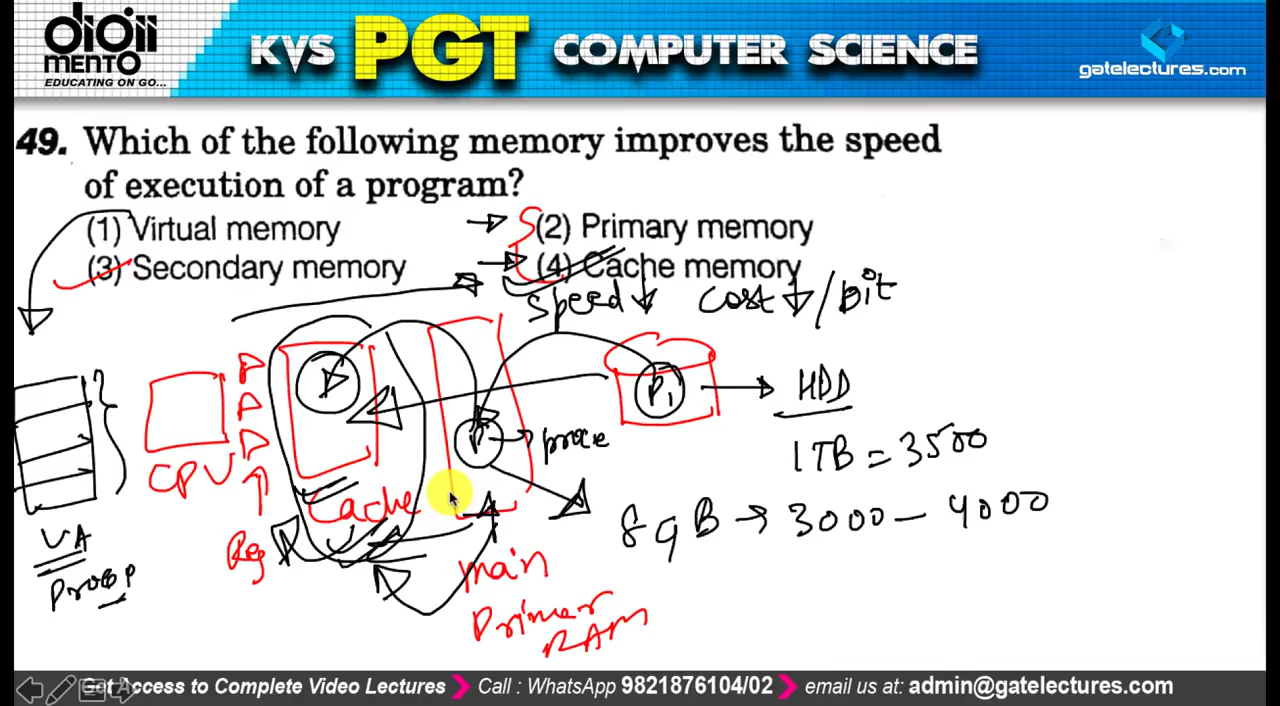 digii
mento
EDUCATING ON GO...
KVS PGT COMPUTER SCIENCE
gatelectures.com
49. Which of the following memory improves the speed
of execution of a program?
(1) Virtual memory
(2) Primary memory
(3) Secondary memory
(4) Cache memory
Speed cost /bit
P1
HDD
1TB = 3500
CPU
Cache
Reg
8gB → 3000 - 4000
VA
main
RAM
Get Access to Complete Video Lectures
Call : WhatsApp 9821876104/02
email us at: admin@gatelectures.com